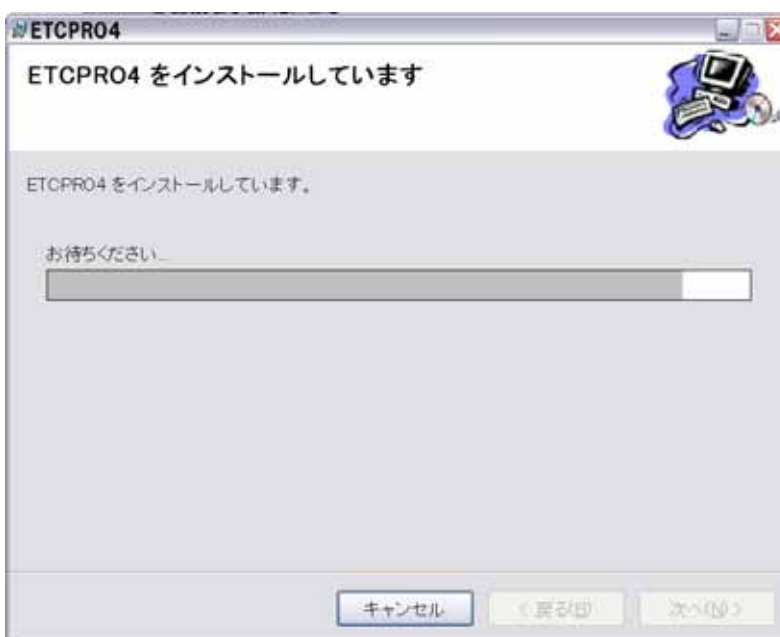 ETCPRO4
ETCPRO4 をインストールしています
ETCPRO4 をインストールしています。
お待ちください...
キャンセル
< 戻る(B)
次へ(N) >